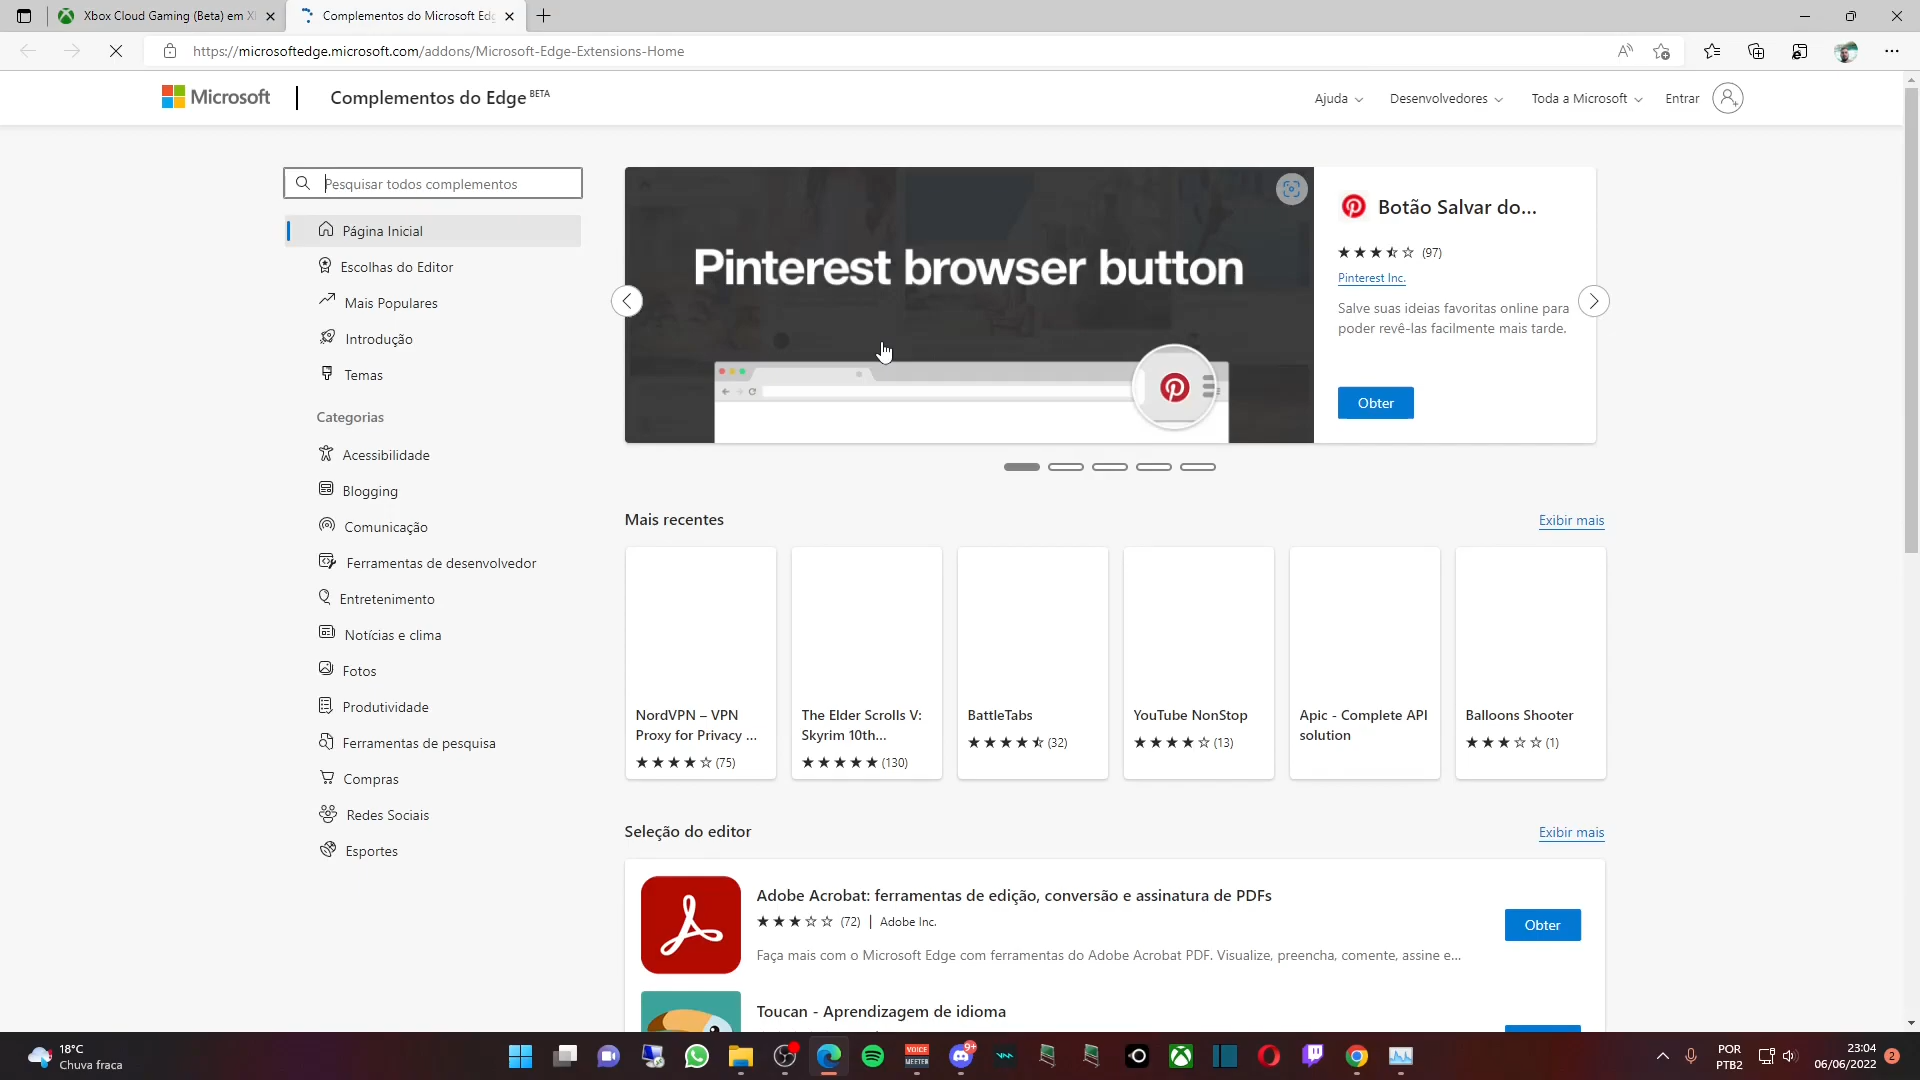 Xbox Cloud Gaming (Beta) em X
Complementos do Microsoft Edg
https://microsoftedge.microsoft.com/addons/Microsoft-Edge-Extensions-Home
Microsoft
Complementos do Edge BETA
Ajuda
Desenvolvedores
Toda a Microsoft
Entrar
Pesquisar todos complementos
Página Inicial
Escolhas do Editor
Mais Populares
Introdução
Temas
Categorias
Acessibilidade
Blogging
Comunicação
Ferramentas de desenvolvedor
Entretenimento
Notícias e clima
Fotos
Produtividade
Ferramentas de pesquisa
Compras
Redes Sociais
Esportes
Pinterest browser button
Botão Salvar do...
(97)
Pinterest Inc.
Salve suas ideias favoritas online para
poder revê-las facilmente mais tarde.
Obter
Mais recentes
Exibir mais
NordVPN – VPN
Proxy for Privacy ...
(75)
The Elder Scrolls V:
Skyrim 10th...
(130)
BattleTabs
(32)
YouTube NonStop
(13)
Apic - Complete API
solution
Balloons Shooter
(1)
Seleção do editor
Exibir mais
Adobe Acrobat: ferramentas de edição, conversão e assinatura de PDFs
(72) | Adobe Inc.
Faça mais com o Microsoft Edge com ferramentas do Adobe Acrobat PDF. Visualize, preencha, comente, assine e...
Obter
Toucan - Aprendizagem de idioma
18°C
Chuva fraca
VOICE
MEETER
9+
POR
PTB2
23:04
06/06/2022
2